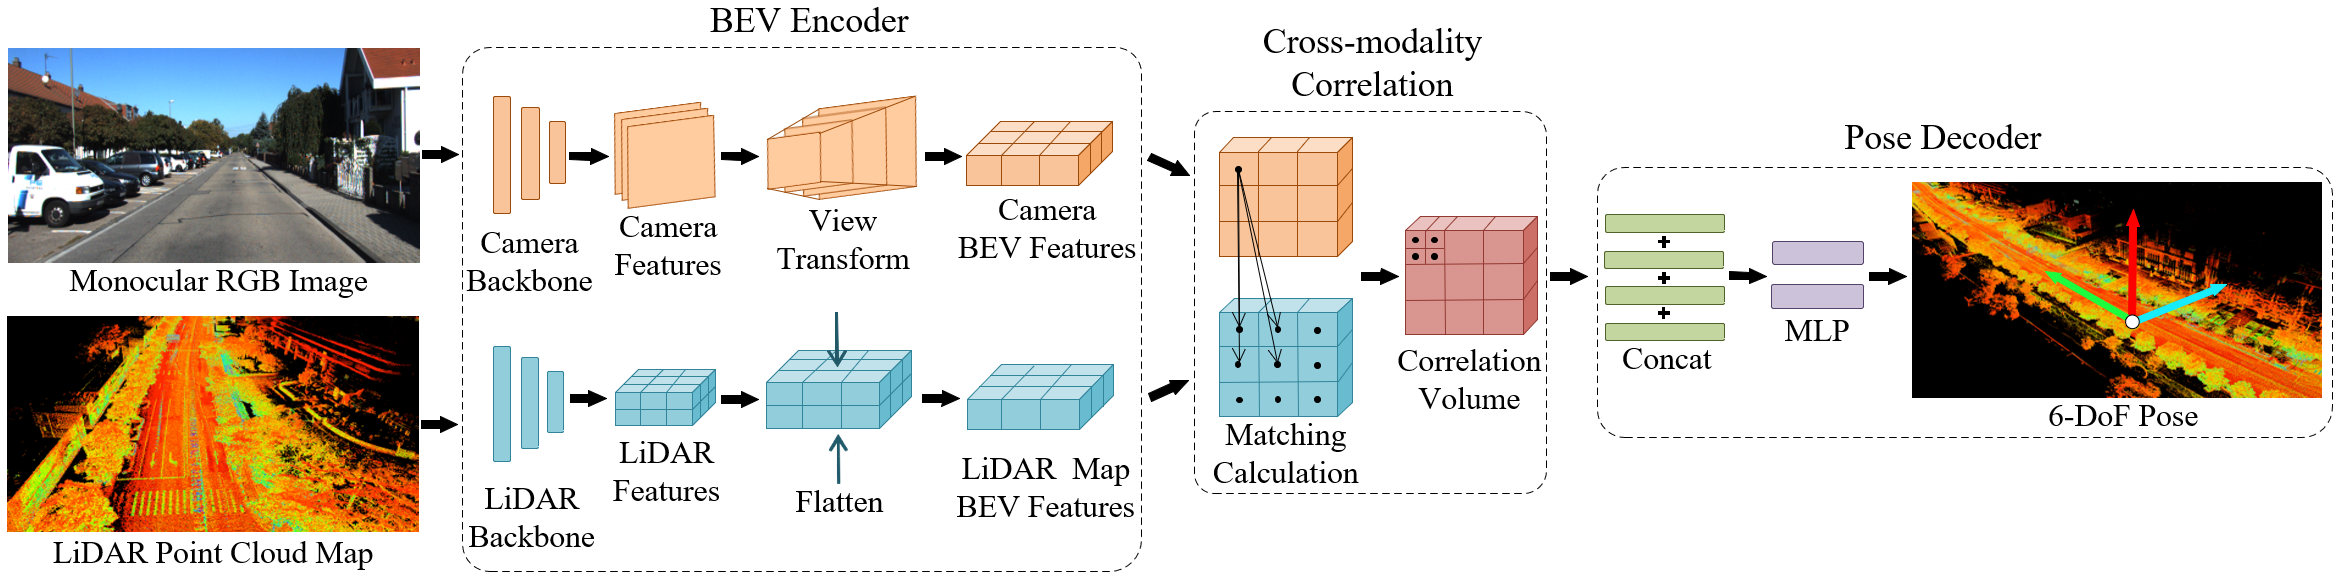 BEV Encoder
Cross-modality
Correlation
Pose Decoder
Monocular RGB Image
Camera
Backbone
Camera
Features
View
Transform
Camera
BEV Features
LiDAR Point Cloud Map
LiDAR
Backbone
LiDAR
Features
Flatten
LiDAR Map
BEV Features
Matching
Calculation
Correlation
Volume
+
+
+
Concat
MLP
6-DoF Pose